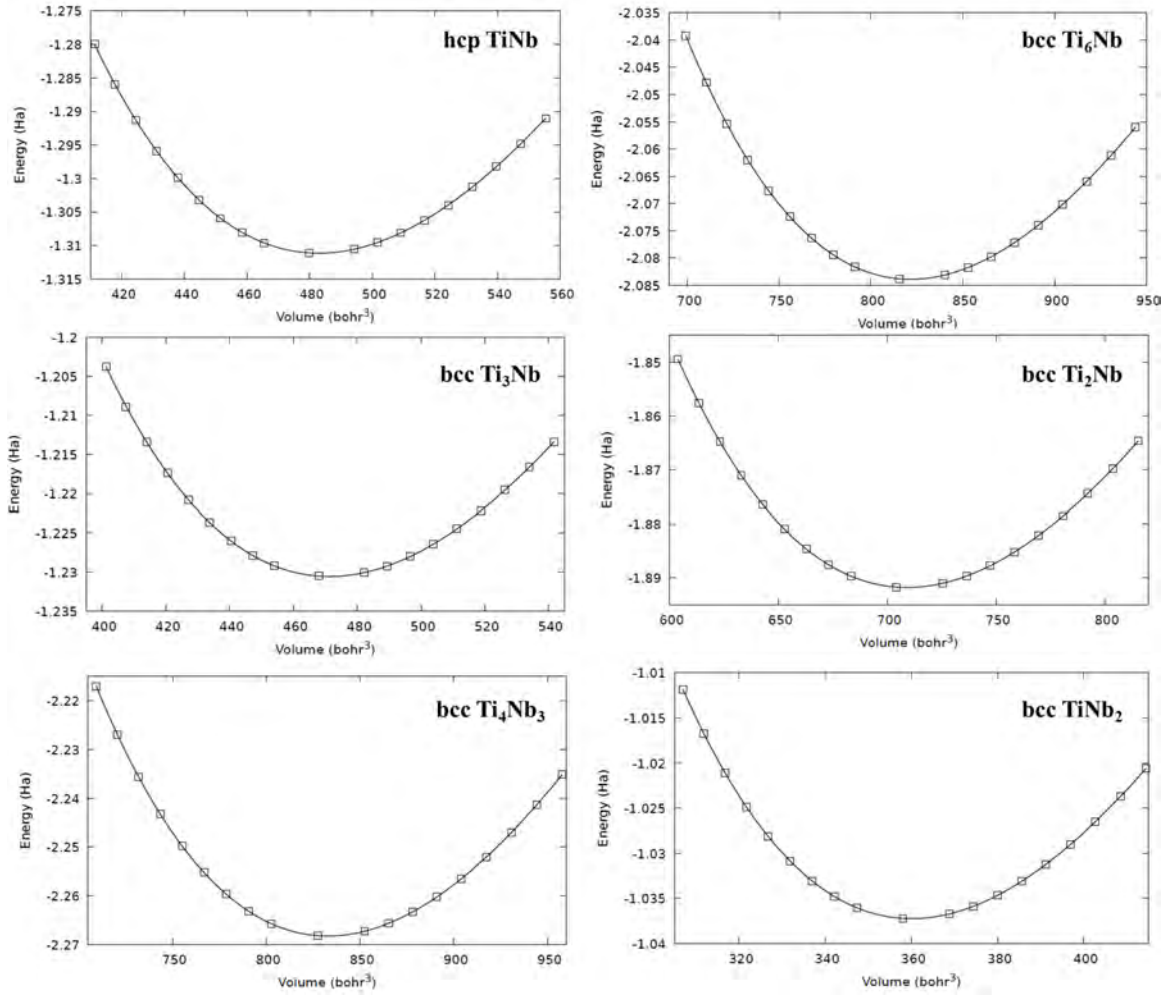 hcp TiNb
Energy (Ha)
-1.275
-1.28
-1.285
-1.29
-1.295
-1.3
-1.305
-1.31
-1.315
420 440 460 480 500 520 540 560
Volume (bohr³)
bcc Ti₆Nb
Energy (Ha)
-2.035
-2.04
-2.045
-2.05
-2.055
-2.06
-2.065
-2.07
-2.075
-2.08
-2.085
700 750 800 850 900 950
Volume (bohr³)
bcc Ti₃Nb
Energy (Ha)
-1.2
-1.205
-1.21
-1.215
-1.22
-1.225
-1.23
-1.235
400 420 440 460 480 500 520 540
Volume (bohr³)
bcc Ti₂Nb
Energy (Ha)
-1.85
-1.86
-1.87
-1.88
-1.89
600 650 700 750 800
Volume (bohr³)
bcc Ti₄Nb₃
Energy (Ha)
-2.22
-2.23
-2.24
-2.25
-2.26
-2.27
750 800 850 900 950
Volume (bohr³)
bcc TiNb₂
Energy (Ha)
-1.01
-1.015
-1.02
-1.025
-1.03
-1.035
-1.04
320 340 360 380 400
Volume (bohr³)